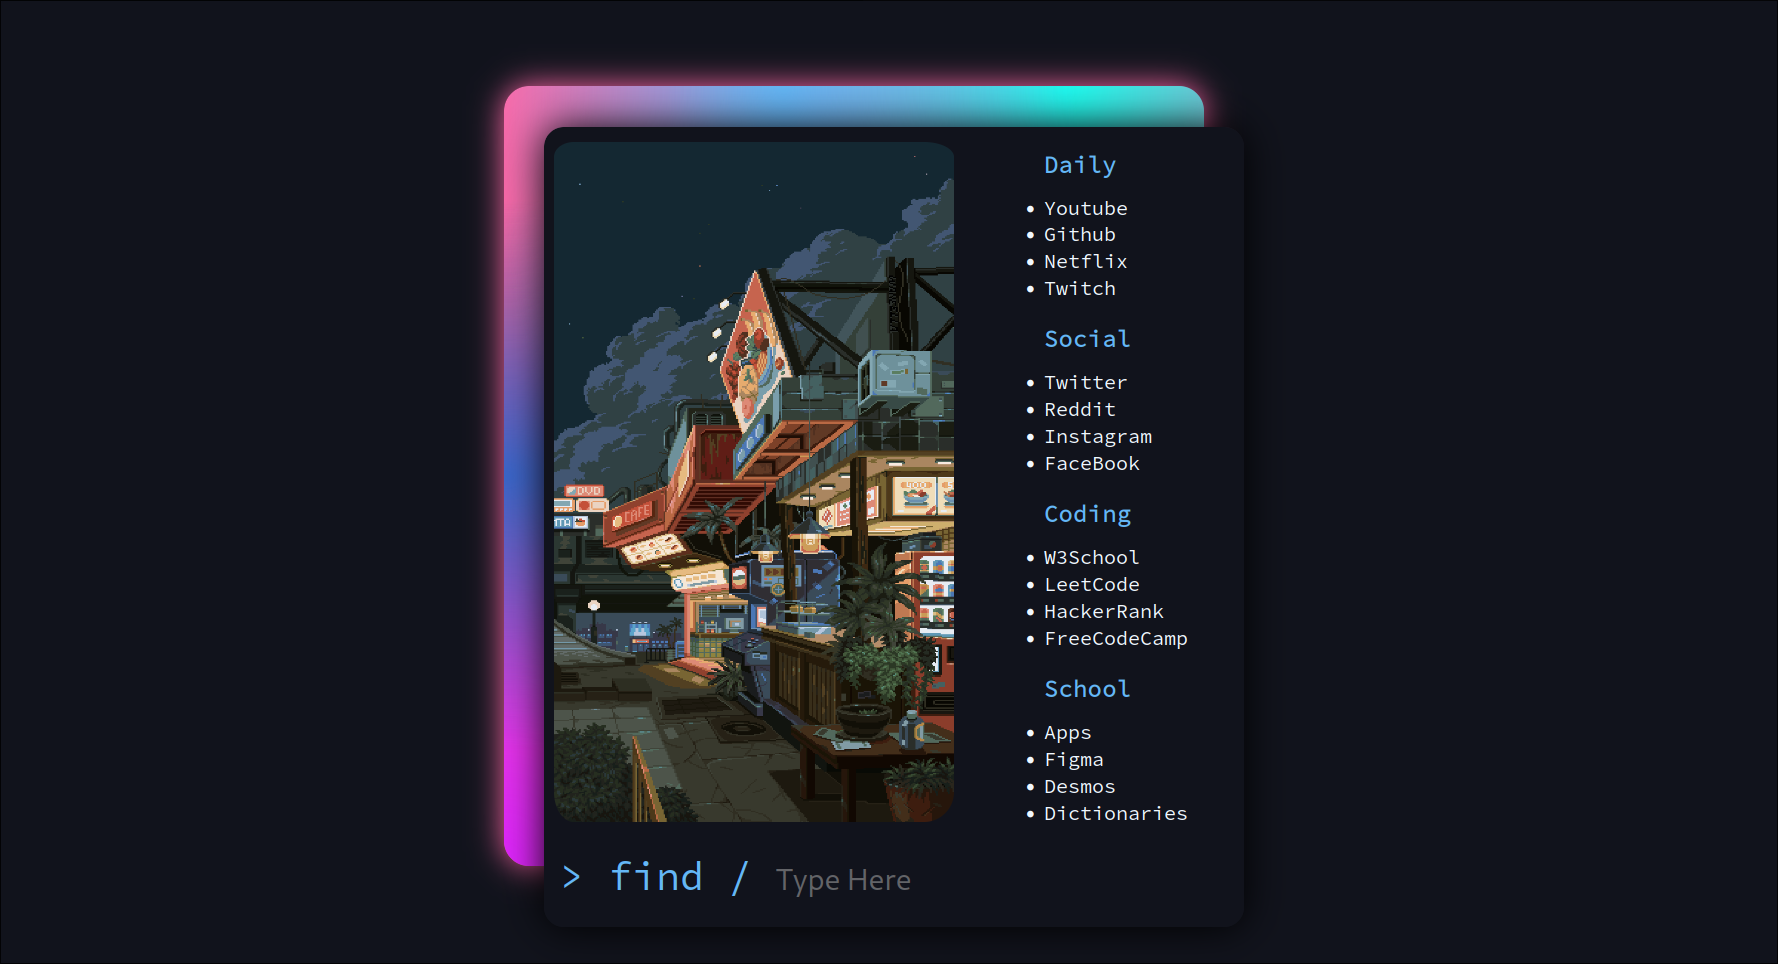 DVD
CAFE
Daily
Youtube
Github
Netflix
Twitch
Social
Twitter
Reddit
Instagram
FaceBook
Coding
W3School
LeetCode
HackerRank
FreeCodeCamp
School
Apps
Figma
Desmos
Dictionaries
> find / Type Here